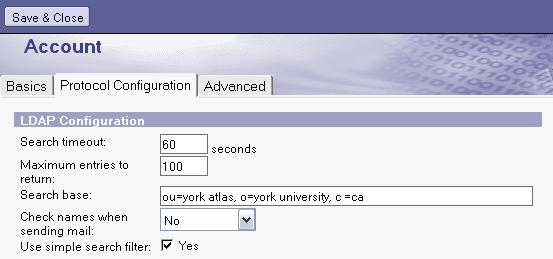 Save & Close
Account
Basics
Protocol Configuration
Advanced
LDAP Configuration
Search timeout: 60 seconds
Maximum entries to return: 100
Search base: ou=york atlas, o=york university, c =ca
Check names when sending mail: No
Use simple search filter: Yes